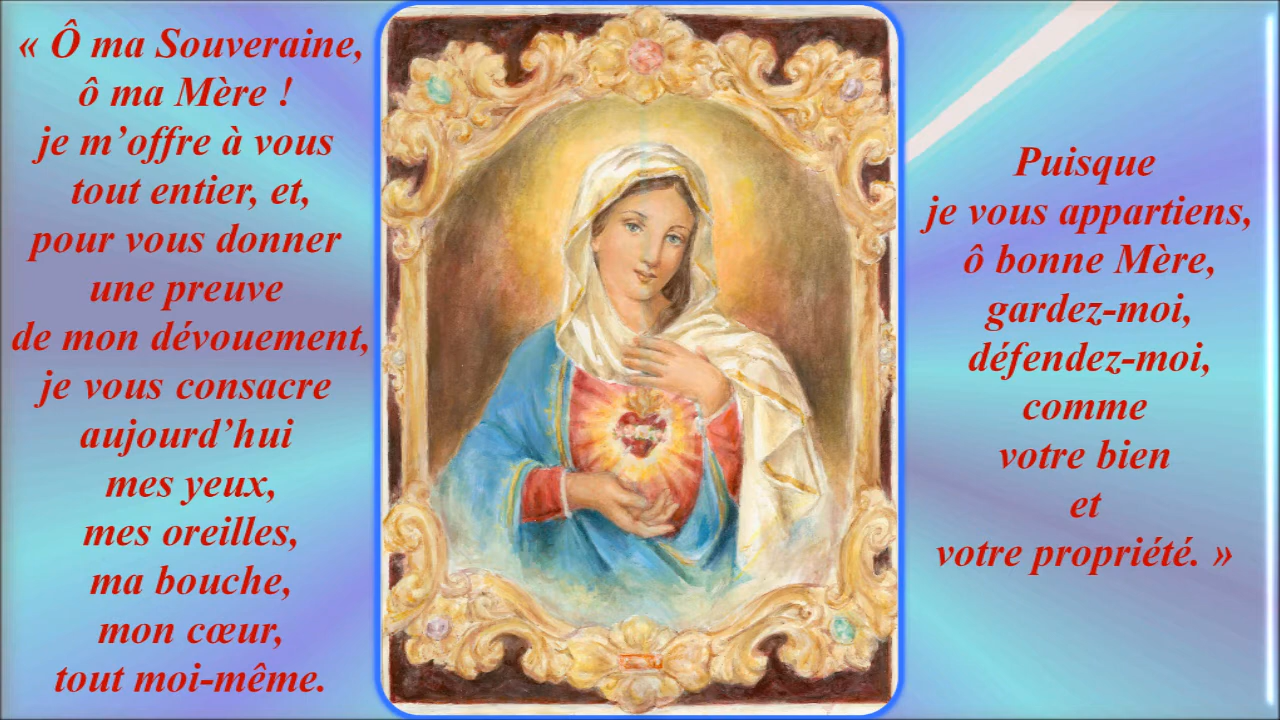 « Ô ma Souveraine,
ô ma Mère !
je m’offre à vous
tout entier, et,
pour vous donner
une preuve
de mon dévouement,
je vous consacre
aujourd’hui
mes yeux,
mes oreilles,
ma bouche,
mon cœur,
tout moi-même.
Puisque
je vous appartiens,
ô bonne Mère,
gardez-moi,
défendez-moi,
comme
votre bien
et
votre propriété. »